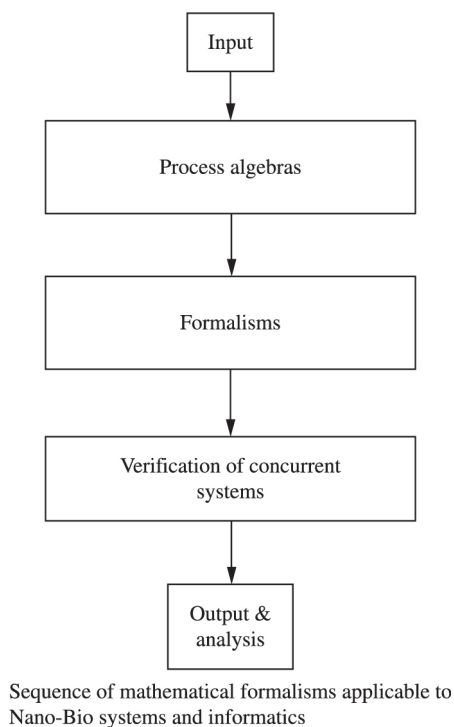 Input
Process algebras
Formalisms
Verification of concurrent
systems
Output &
analysis
Sequence of mathematical formalisms applicable to
Nano-Bio systems and informatics